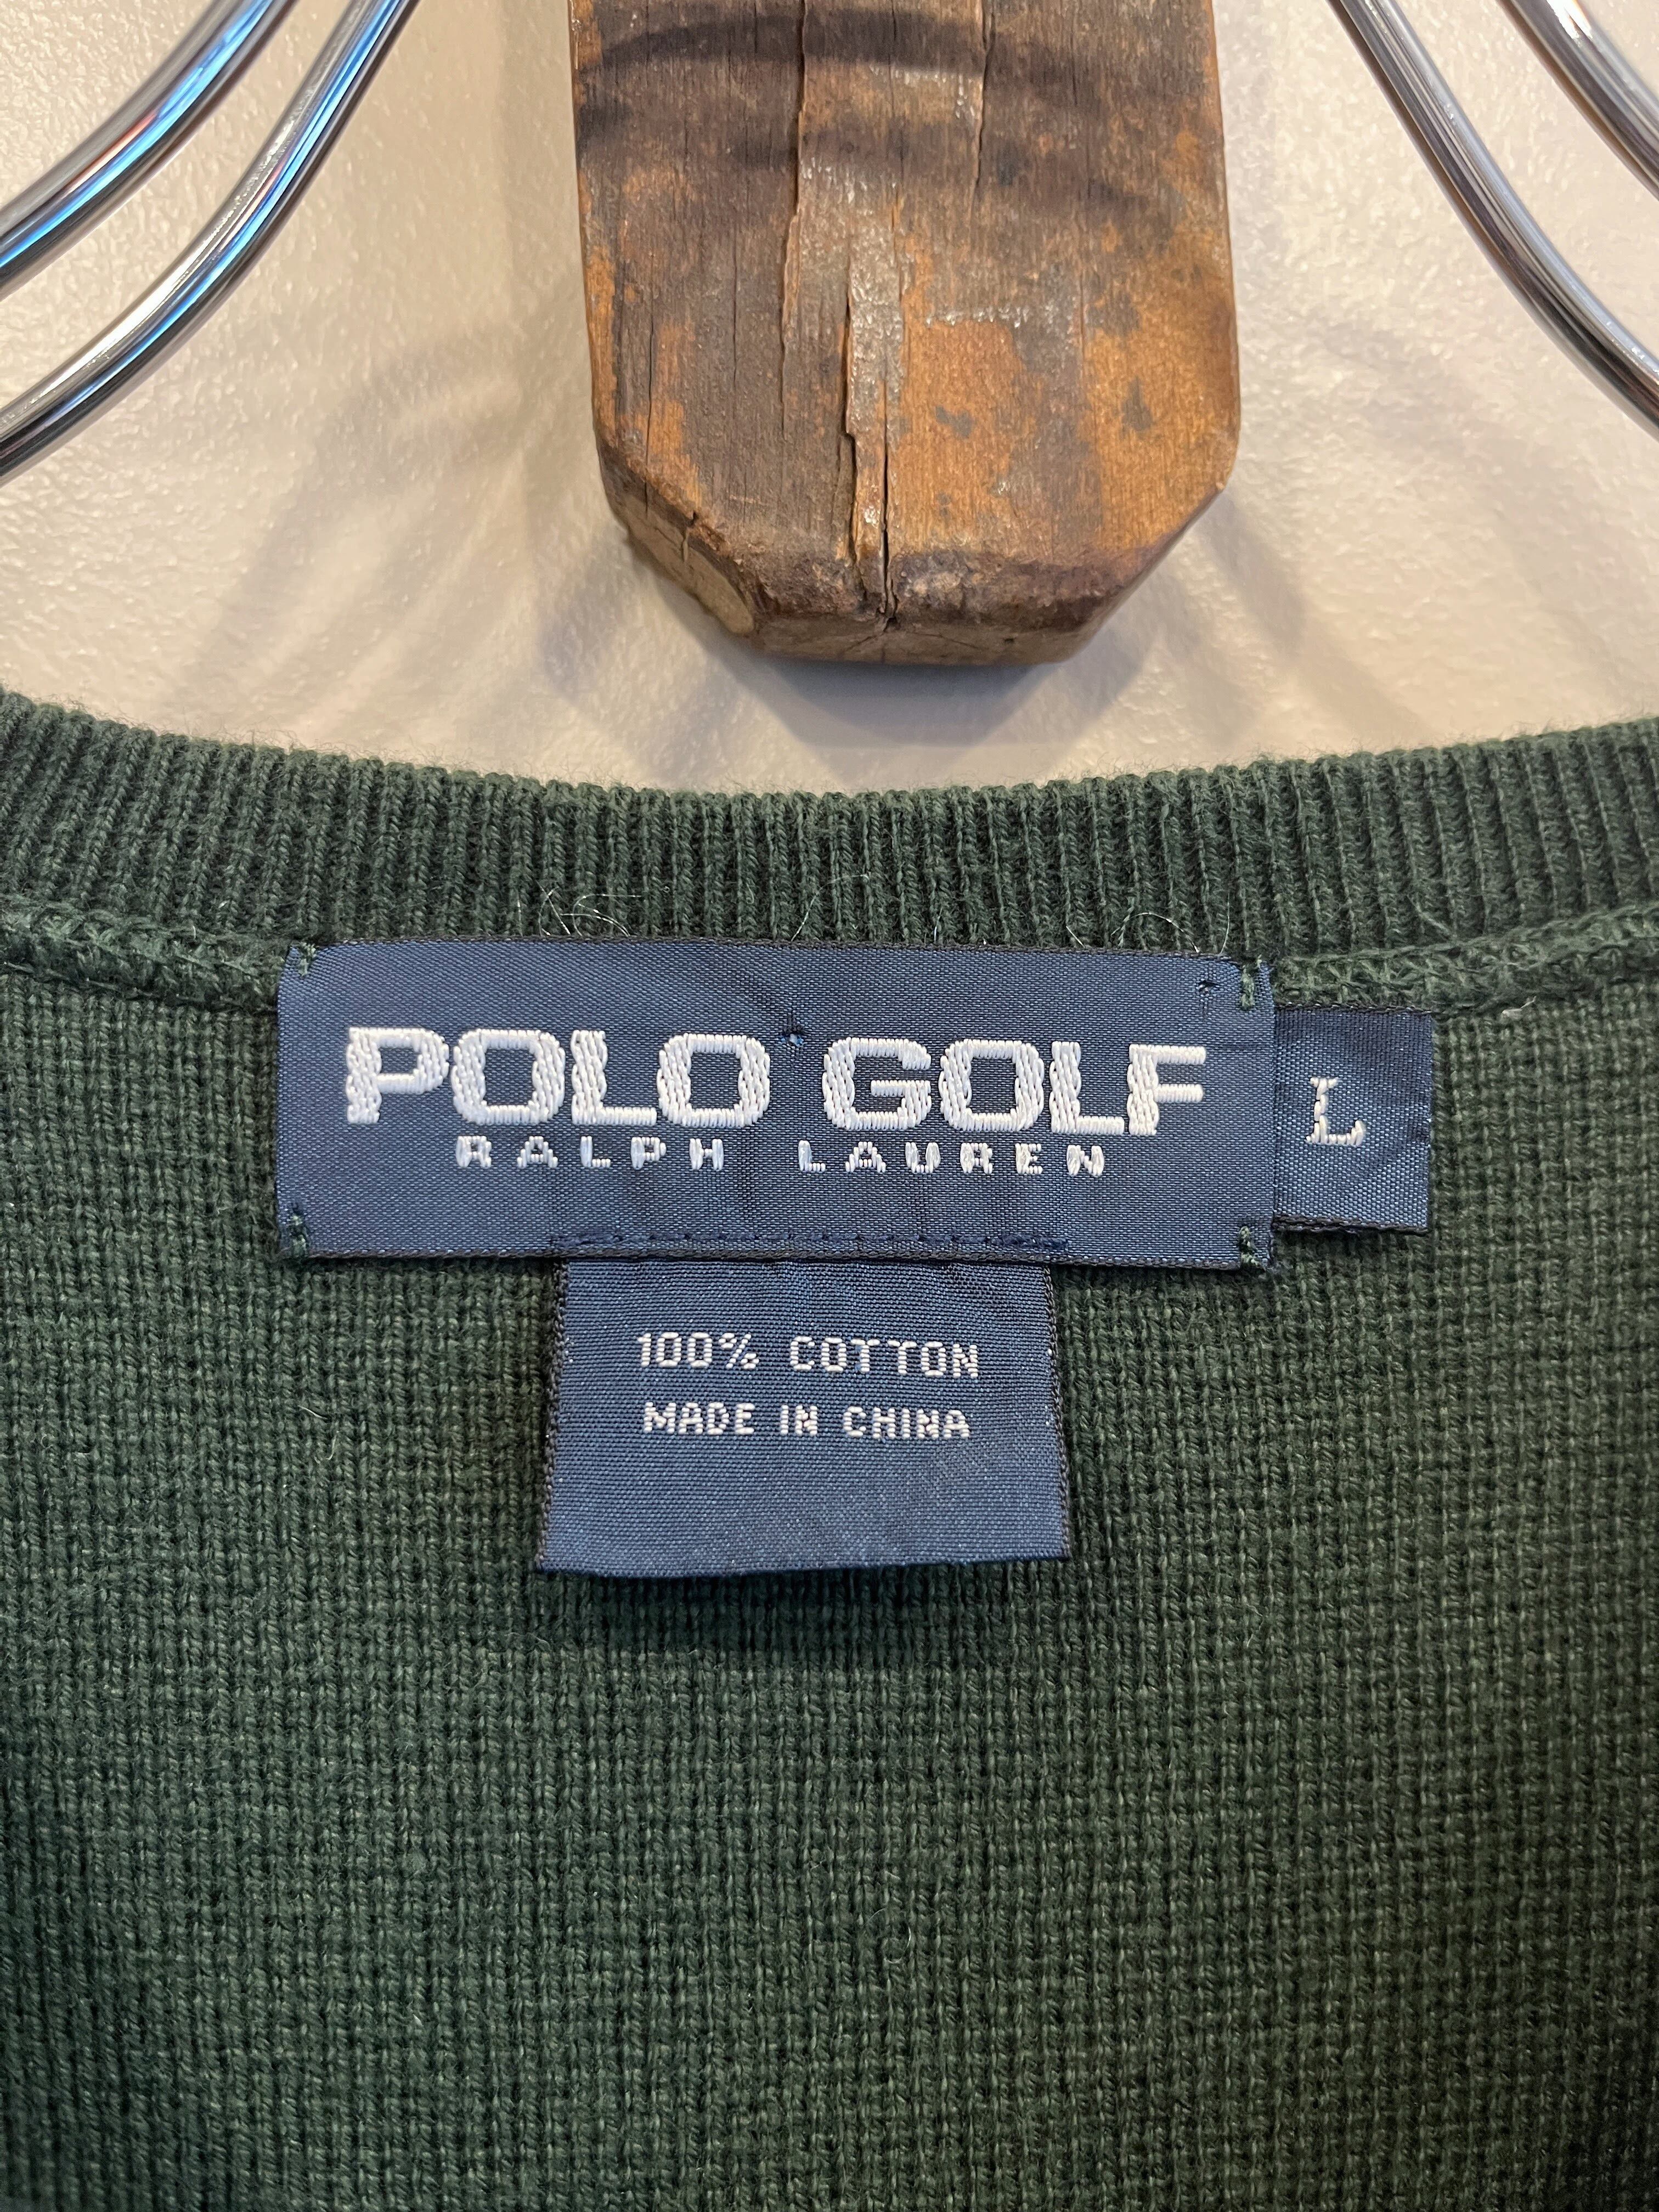 POLO GOLF
RALPH LAUREN
L
100% COTTON
MADE IN CHINA